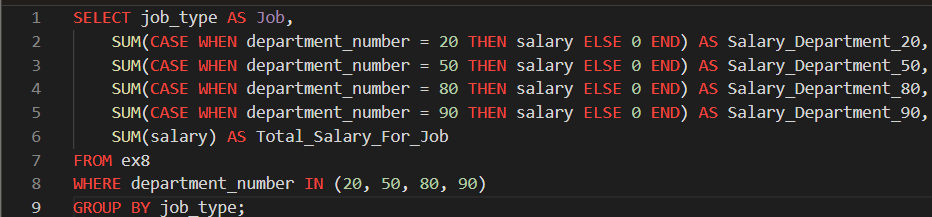 1 SELECT job_type AS Job,
2 SUM(CASE WHEN department_number = 20 THEN salary ELSE 0 END) AS Salary_Department_20,
3 SUM(CASE WHEN department_number = 50 THEN salary ELSE 0 END) AS Salary_Department_50,
4 SUM(CASE WHEN department_number = 80 THEN salary ELSE 0 END) AS Salary_Department_80,
5 SUM(CASE WHEN department_number = 90 THEN salary ELSE 0 END) AS Salary_Department_90,
6 SUM(salary) AS Total_Salary_For_Job
7 FROM ex8
8 WHERE department_number IN (20, 50, 80, 90)
9 GROUP BY job_type;